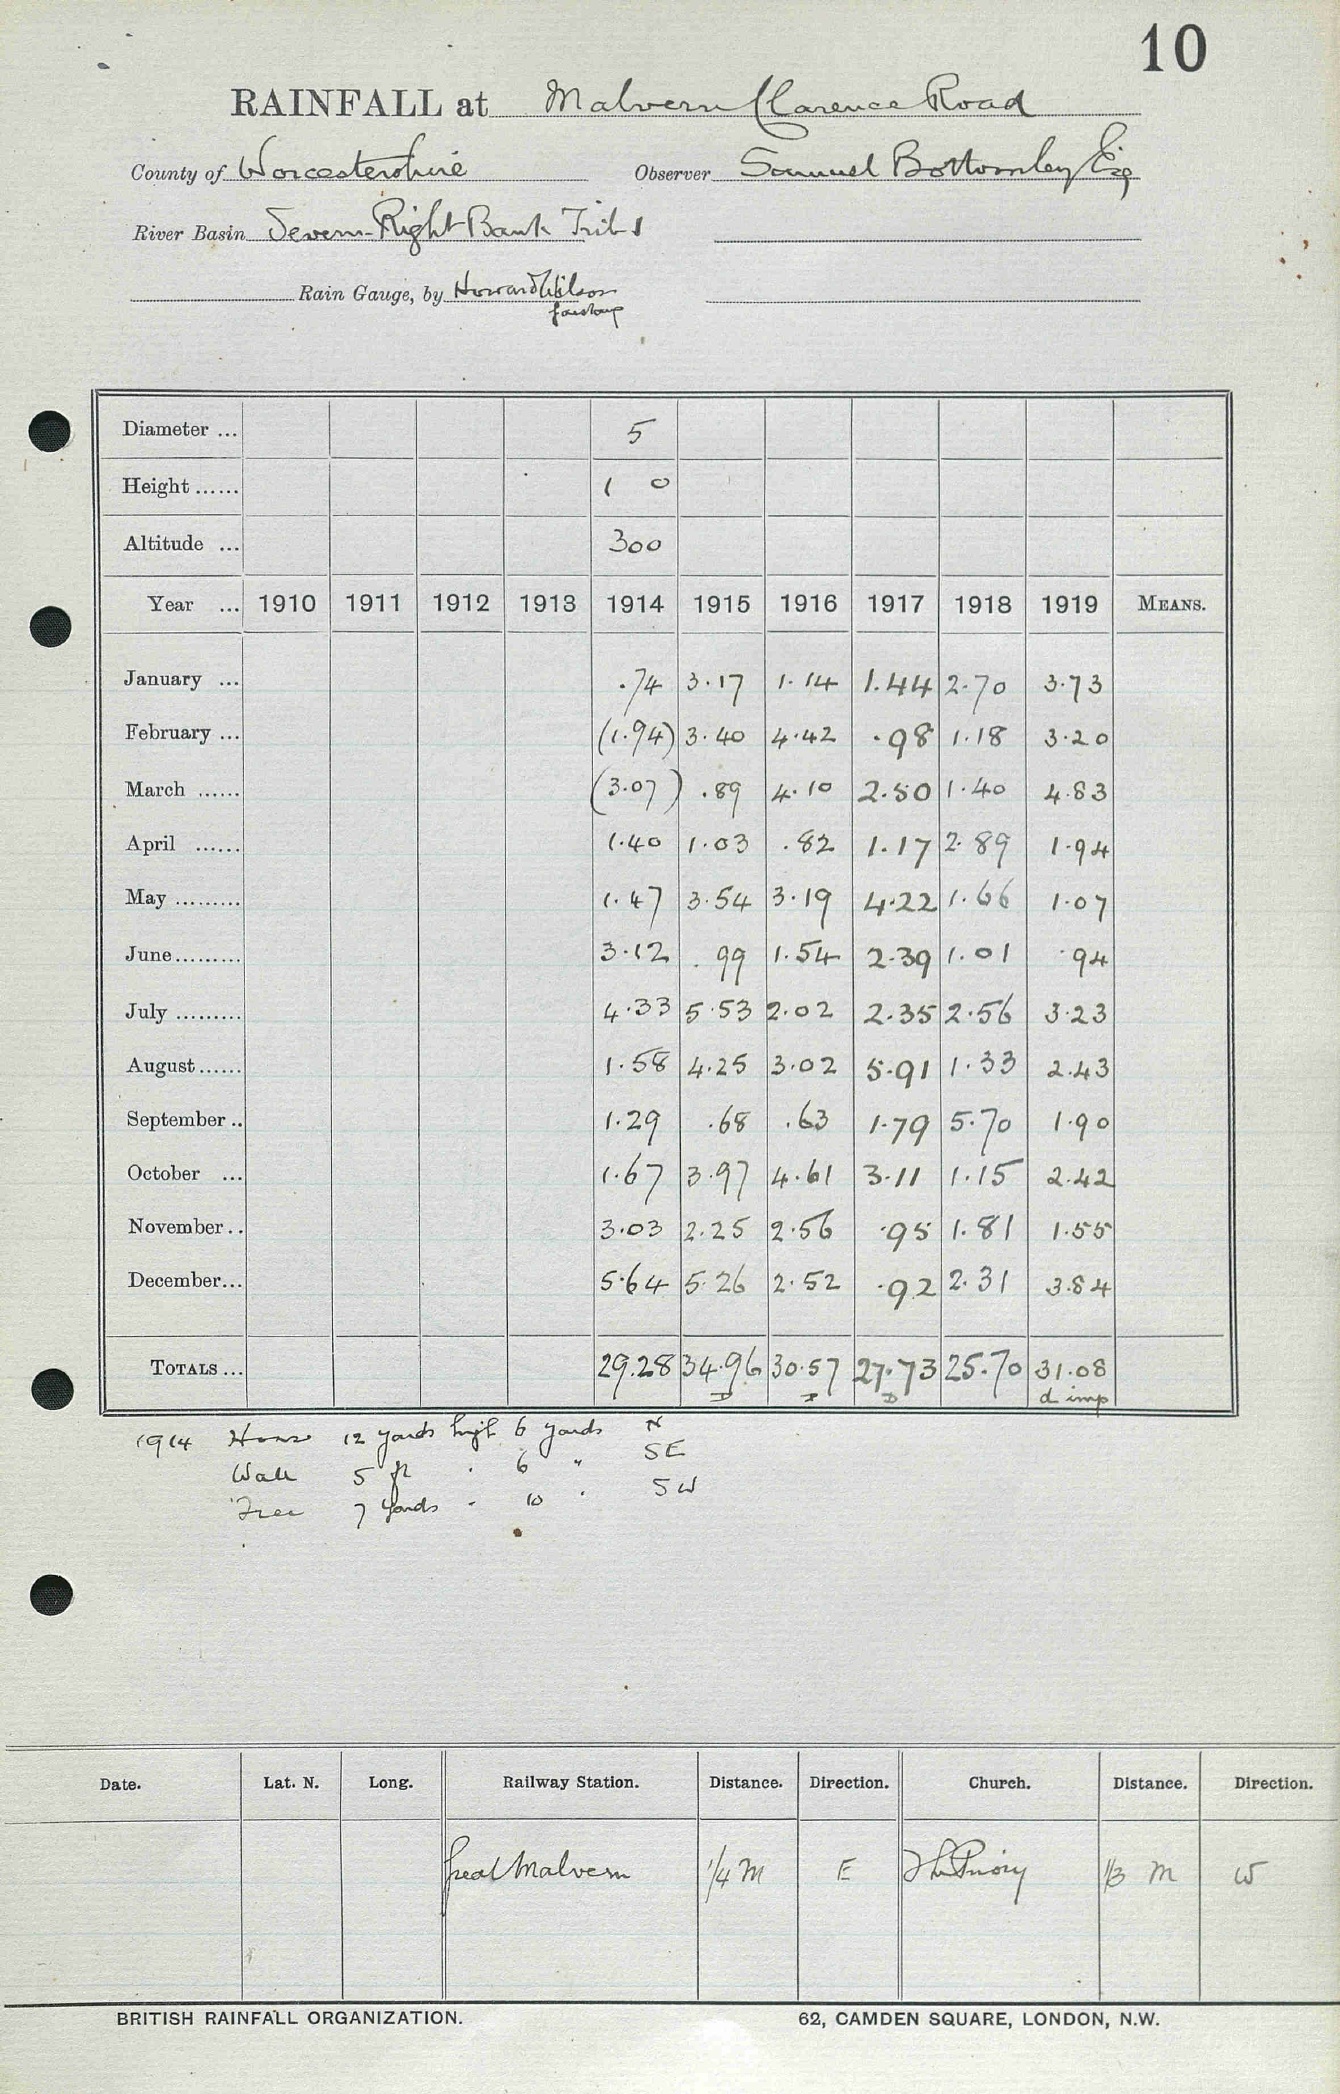 10
RAINFALL at Malvern Clarence Road
County of Worcestershire Observer Samuel Bottomley Esq
River Basin Severn-Right Bank Tribs
Rain Gauge, by Howard Wilson
Diameter ... 5
Height ...... 1 0
Altitude ... 300
Year ... 1910 1911 1912 1913 1914 1915 1916 1917 1918 1919 MEANS.
January ... .74 3.17 1.14 1.44 2.70 3.73
February ... (1.94) 3.40 4.42 .98 1.18 3.20
March ...... (3.07) .89 4.10 2.50 1.40 4.83
April ...... 1.40 1.03 .82 1.17 2.89 1.94
May ......... 1.47 3.54 3.19 4.22 1.66 1.07
June ......... 3.12 .99 1.54 2.39 1.01 .94
July ......... 4.33 5.53 2.02 2.35 2.56 3.23
August ...... 1.58 4.25 3.02 5.91 1.33 2.43
September .. 1.29 .68 .63 1.79 5.70 1.90
October ... 1.67 3.97 4.61 3.11 1.15 2.42
November .. 3.03 2.25 2.56 .95 1.81 1.55
December ... 5.64 5.26 2.52 .92 2.31 3.84
TOTALS ... 29.28 34.96 30.57 27.73 25.70 31.08
d imp
1914 House 12 yards high 6 yards N
Wall 5 ft " 6 " SE
Tree 7 yards " 10 " SW
Date. Lat. N. Long. Railway Station. Distance. Direction. Church. Distance. Direction.
Great Malvern 1/4 M E The Priory 1/3 M W
BRITISH RAINFALL ORGANIZATION. 62, CAMDEN SQUARE, LONDON, N.W.